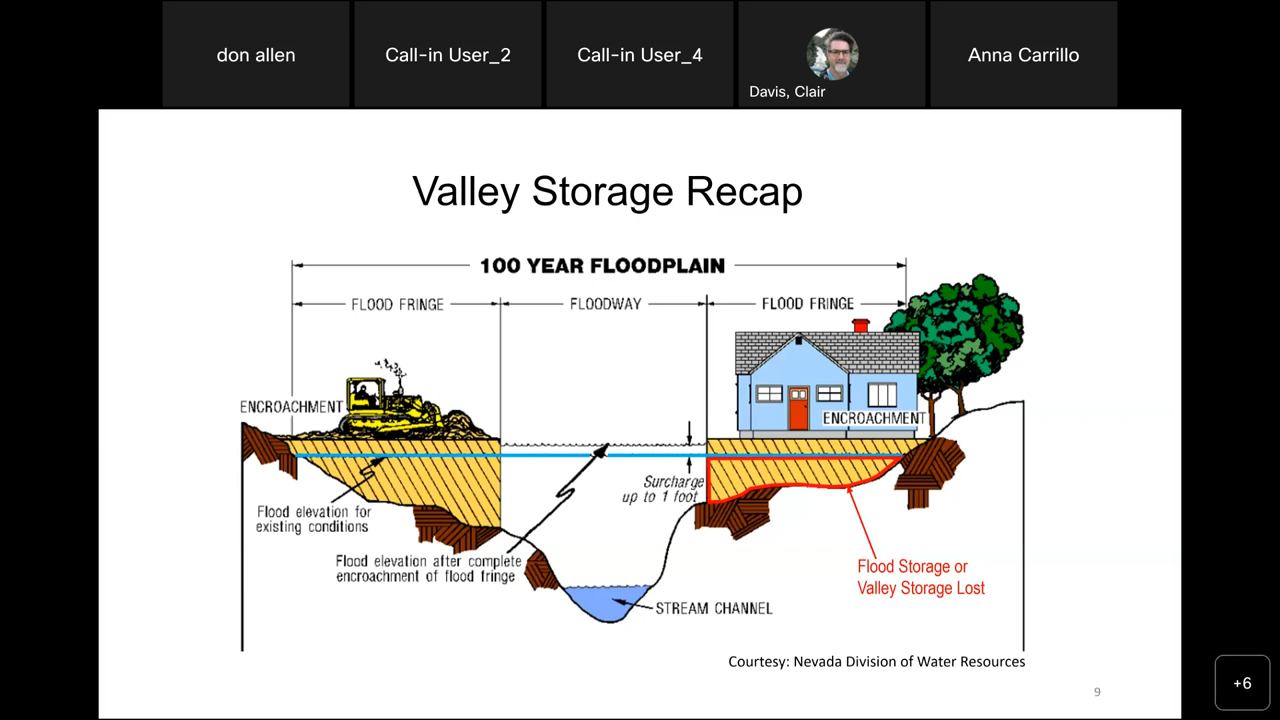 don allen
Call-in User_2
Call-in User_4
Davis, Clair
Anna Carrillo
Valley Storage Recap
100 YEAR FLOODPLAIN
FLOOD FRINGE
FLOODWAY
FLOOD FRINGE
ENCROACHMENT
ENCROACHMENT
Surcharge
up to 1 foot
Flood elevation for
existing conditions
Flood elevation after complete
encroachment of flood fringe
Flood Storage or
Valley Storage Lost
STREAM CHANNEL
Courtesy: Nevada Division of Water Resources
9
+6